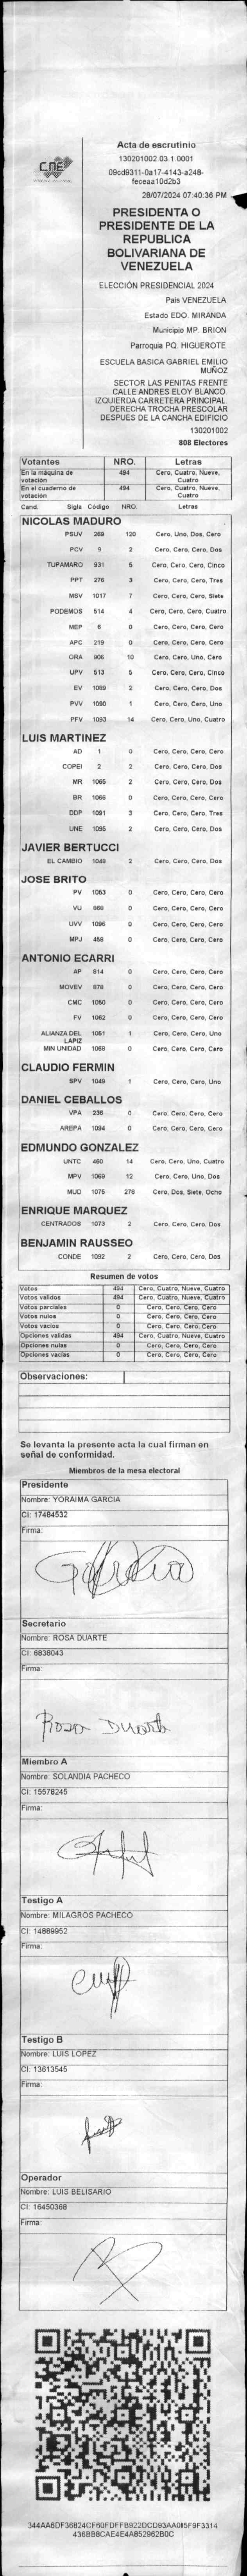 CNE
Acta de escrutinio
130201002.03.1.0001
09cd9311-0a17-4143-a248-
feceaa10d2b3
28/07/2024 07:40:36 PM
PRESIDENTA O
PRESIDENTE DE LA
REPUBLICA
BOLIVARIANA DE
VENEZUELA
ELECCIÓN PRESIDENCIAL 2024
País VENEZUELA
Estado EDO. MIRANDA
Municipio MP. BRION
Parroquia PQ. HIGUEROTE
ESCUELA BASICA GABRIEL EMILIO
MUÑOZ
SECTOR LAS PENITAS FRENTE
CALLE ANDRES ELOY BLANCO.
IZQUIERDA CARRETERA PRINCIPAL.
DERECHA TROCHA PRESCOLAR
DESPUES DE LA CANCHA EDIFICIO
130201002
808 Electores
Votantes NRO. Letras
En la máquina de votación 494 Cero, Cuatro, Nueve, Cuatro
En el cuaderno de votación 494 Cero, Cuatro, Nueve, Cuatro
Cand. Sigla Código NRO. Letras
NICOLAS MADURO
PSUV 269 120 Cero, Uno, Dos, Cero
PCV 9 2 Cero, Cero, Cero, Dos
TUPAMARO 931 5 Cero, Cero, Cero, Cinco
PPT 276 3 Cero, Cero, Cero, Tres
MSV 1017 7 Cero, Cero, Cero, Siete
PODEMOS 514 4 Cero, Cero, Cero, Cuatro
MEP 6 0 Cero, Cero, Cero, Cero
APC 219 0 Cero, Cero, Cero, Cero
ORA 906 10 Cero, Cero, Uno, Cero
UPV 513 5 Cero, Cero, Cero, Cinco
EV 1089 2 Cero, Cero, Cero, Dos
PVV 1090 1 Cero, Cero, Cero, Uno
PFV 1093 14 Cero, Cero, Uno, Cuatro
LUIS MARTINEZ
AD 1 0 Cero, Cero, Cero, Cero
COPEI 2 2 Cero, Cero, Cero, Dos
MR 1065 2 Cero, Cero, Cero, Dos
BR 1066 0 Cero, Cero, Cero, Cero
DDP 1091 3 Cero, Cero, Cero, Tres
UNE 1095 2 Cero, Cero, Cero, Dos
JAVIER BERTUCCI
EL CAMBIO 1048 2 Cero, Cero, Cero, Dos
JOSE BRITO
PV 1053 0 Cero, Cero, Cero, Cero
VU 968 0 Cero, Cero, Cero, Cero
UVV 1096 0 Cero, Cero, Cero, Cero
MPJ 458 0 Cero, Cero, Cero, Cero
ANTONIO ECARRI
AP 814 0 Cero, Cero, Cero, Cero
MOVEV 878 0 Cero, Cero, Cero, Cero
CMC 1050 0 Cero, Cero, Cero, Cero
FV 1062 0 Cero, Cero, Cero, Cero
ALIANZA DEL LAPIZ 1051 1 Cero, Cero, Cero, Uno
MIN UNIDAD 1068 0 Cero, Cero, Cero, Cero
CLAUDIO FERMIN
SPV 1049 1 Cero, Cero, Cero, Uno
DANIEL CEBALLOS
VPA 236 0 Cero, Cero, Cero, Cero
AREPA 1094 0 Cero, Cero, Cero, Cero
EDMUNDO GONZALEZ
UNTC 460 14 Cero, Cero, Uno, Cuatro
MPV 1069 12 Cero, Cero, Uno, Dos
MUD 1075 278 Cero, Dos, Siete, Ocho
ENRIQUE MARQUEZ
CENTRADOS 1073 2 Cero, Cero, Cero, Dos
BENJAMIN RAUSSEO
CONDE 1092 2 Cero, Cero, Cero, Dos
Resumen de votos
Votos 494 Cero, Cuatro, Nueve, Cuatro
Votos validos 494 Cero, Cuatro, Nueve, Cuatro
Votos parciales 0 Cero, Cero, Cero, Cero
Votos nulos 0 Cero, Cero, Cero, Cero
Votos vacios 0 Cero, Cero, Cero, Cero
Opciones validas 494 Cero, Cuatro, Nueve, Cuatro
Opciones nulas 0 Cero, Cero, Cero, Cero
Opciones vacias 0 Cero, Cero, Cero, Cero
Observaciones:
Se levanta la presente acta la cual firman en
señal de conformidad.
Miembros de la mesa electoral
Presidente
Nombre: YORAIMA GARCIA
CI: 17484532
Firma:
Secretario
Nombre: ROSA DUARTE
CI: 6838043
Firma:
Rosa Duarte
Miembro A
Nombre: SOLANDIA PACHECO
CI: 15578245
Firma:
Testigo A
Nombre: MILAGROS PACHECO
CI: 14889952
Firma:
Testigo B
Nombre: LUIS LOPEZ
CI: 13613545
Firma:
Operador
Nombre: LUIS BELISARIO
CI: 16450368
Firma:
344AA6DF36824CF60FDFFB922DCD93AA085F9F3314
436BB8CAE4E4A852962B0C